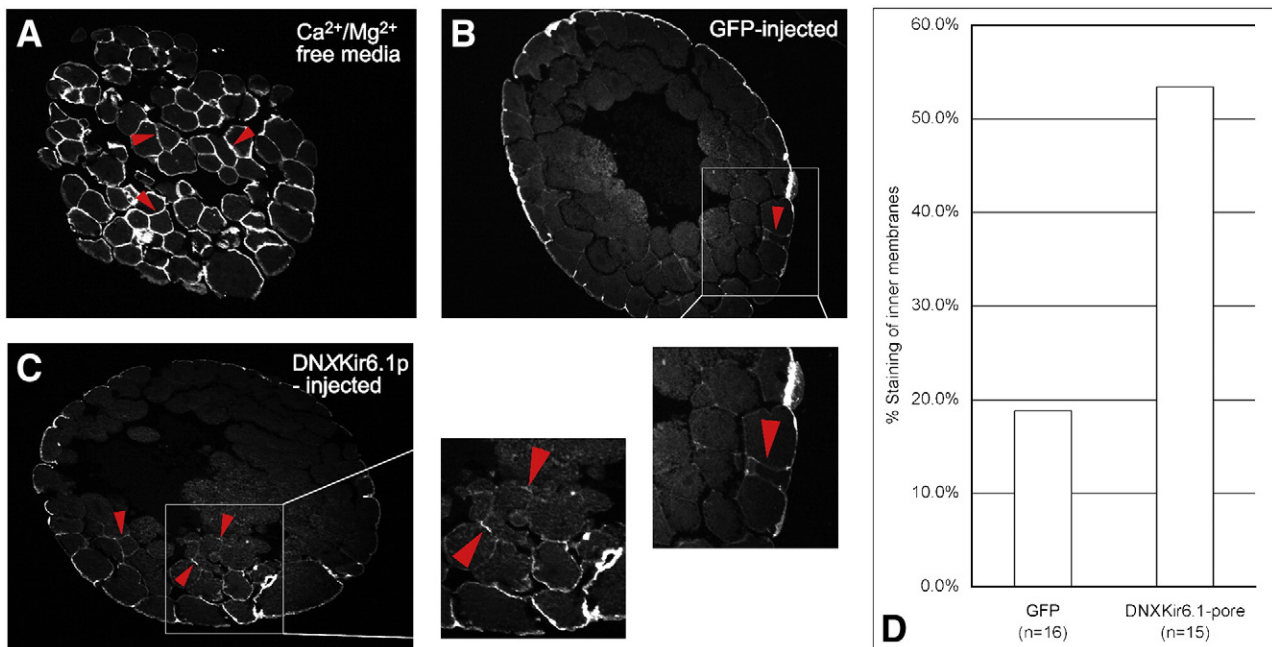 A
Ca²⁺/Mg²⁺
free media
B
GFP-injected
C
DNXKir6.1p
- injected
D
% Staining of inner membranes
60.0%
50.0%
40.0%
30.0%
20.0%
10.0%
0.0%
GFP
(n=16)
DNXKir6.1-pore
(n=15)